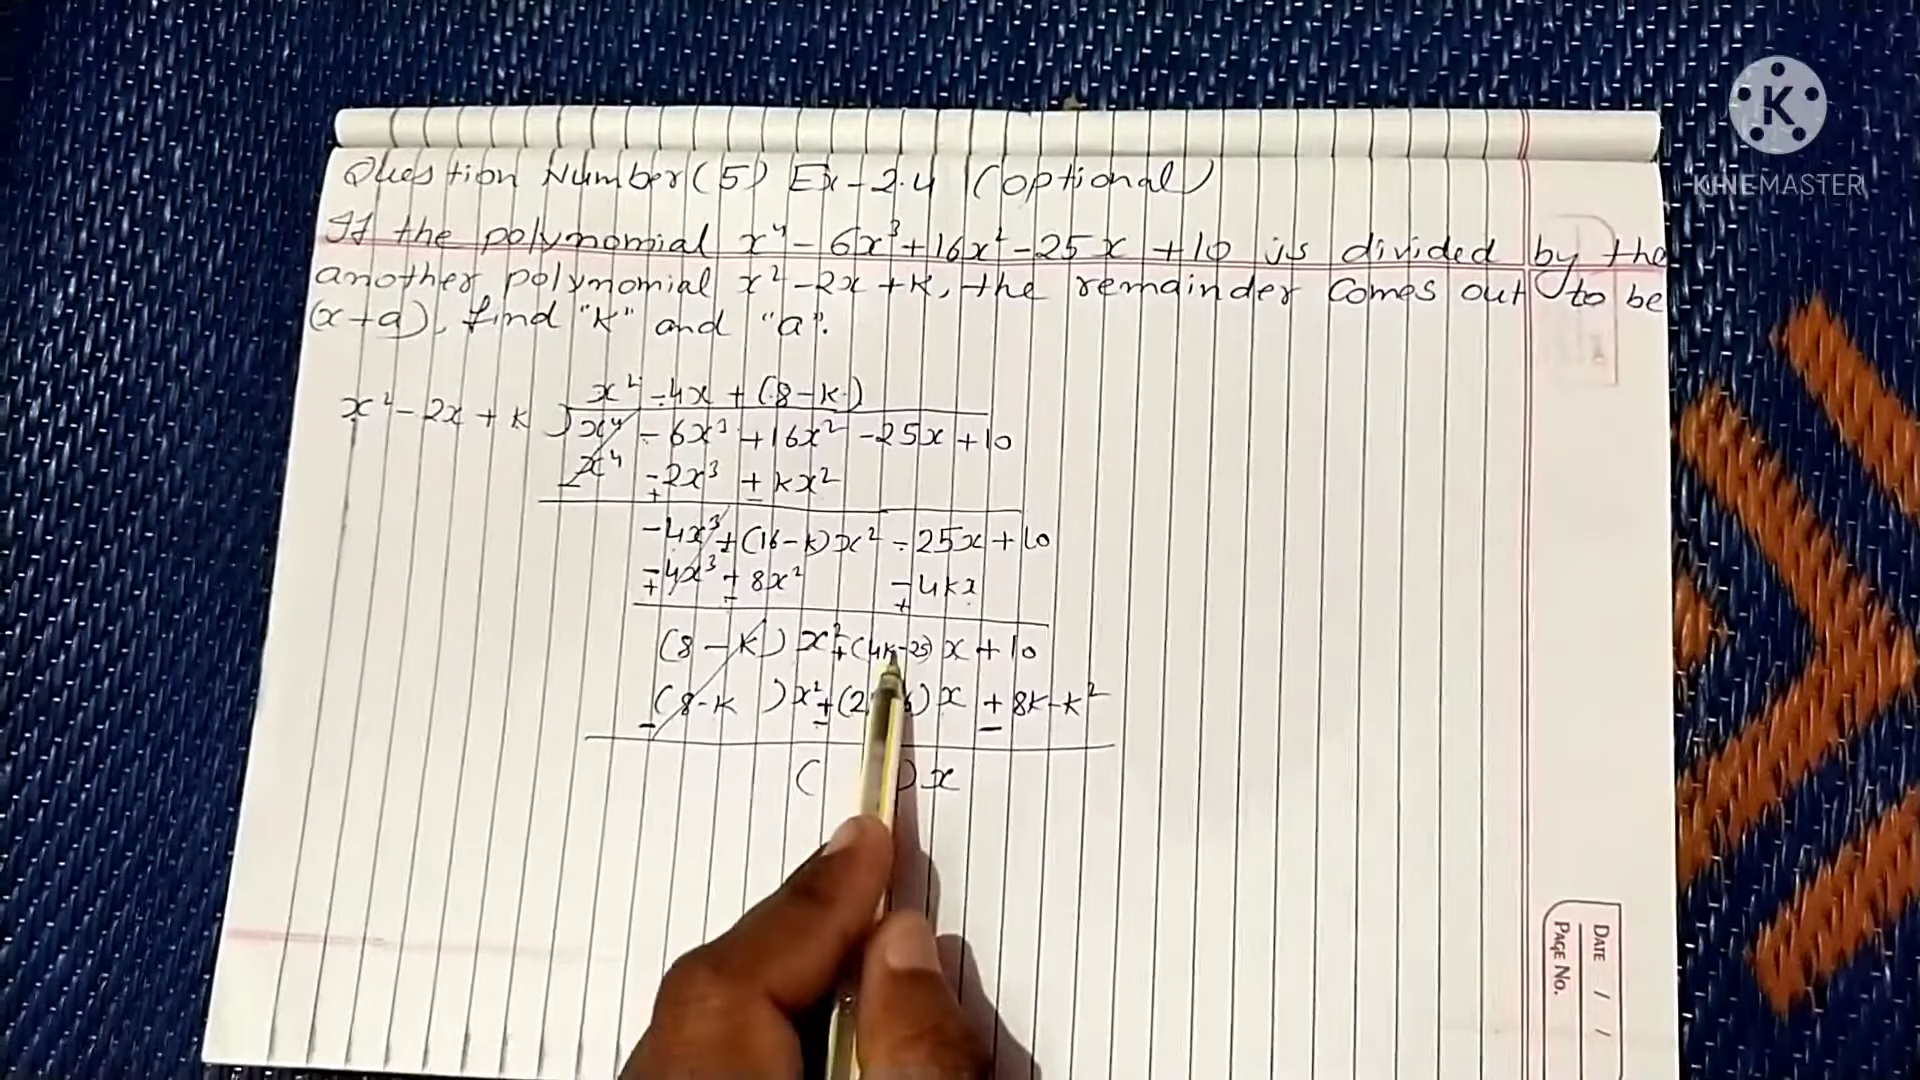 KINEMASTER
Question Number (5) Ex-2.4 (optional)
If the polynomial x⁴ - 6x³ + 16x² - 25x + 10 is divided by the
another polynomial x² - 2x + k, the remainder comes out to be
(x+a), find "k" and "a".
x² - 4x + (8-k)
x² - 2x + k ) x⁴ - 6x³ + 16x² - 25x + 10
x⁴ - 2x³ + kx²
- + -
-4x³ + (16-k)x² - 25x + 10
-4x³ + 8x² - 4kx
+ - +
(8-k) x² + (4k-25) x + 10
(8-k) x² + (2 ) x + 8k-k²
- - -
( ) x
DATE / /
PAGE NO.